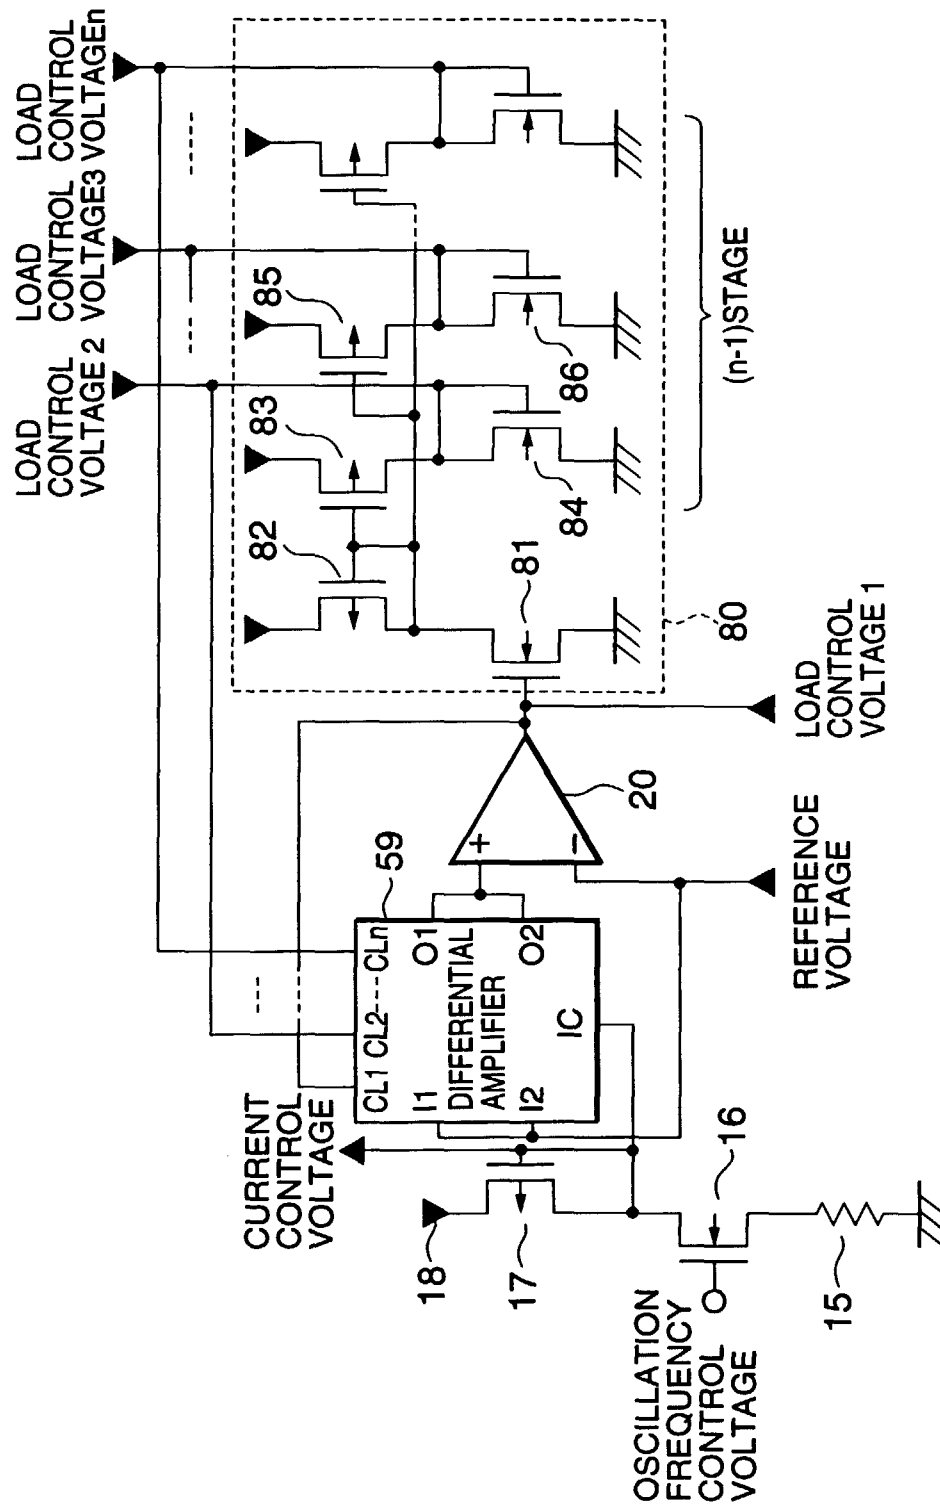 LOAD
CONTROL
VOLTAGE 2
LOAD
CONTROL
VOLTAGE3
LOAD
CONTROL
VOLTAGEn
CURRENT
CONTROL
VOLTAGE
18
17
OSCILLATION
FREQUENCY
CONTROL
VOLTAGE
16
15
CL1 CL2 CLn
59
I1
DIFFERENTIAL
AMPLIFIER
O1
I2
O2
IC
+
−
20
REFERENCE
VOLTAGE
LOAD
CONTROL
VOLTAGE 1
82
83
85
81
84
86
80
(n-1)STAGE